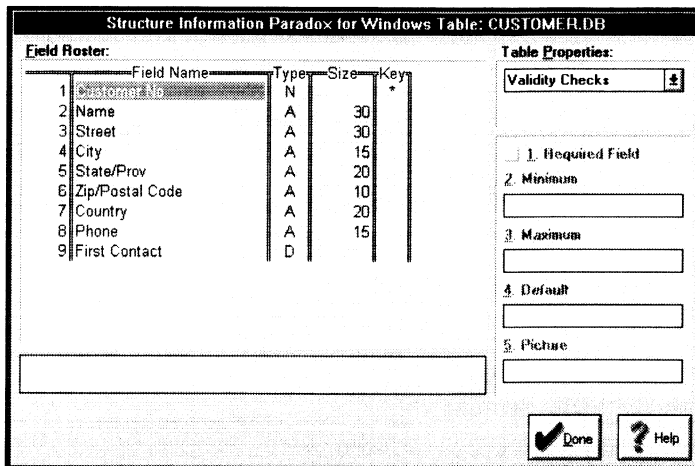 Structure Information Paradox for Windows Table: CUSTOMER.DB
Field Roster:
Field Name Type Size Key
1 Customer No N *
2 Name A 30
3 Street A 30
4 City A 15
5 State/Prov A 20
6 Zip/Postal Code A 10
7 Country A 20
8 Phone A 15
9 First Contact D
Table Properties:
Validity Checks
1. Required Field
2. Minimum
3. Maximum
4. Default
5. Picture
Done
? Help